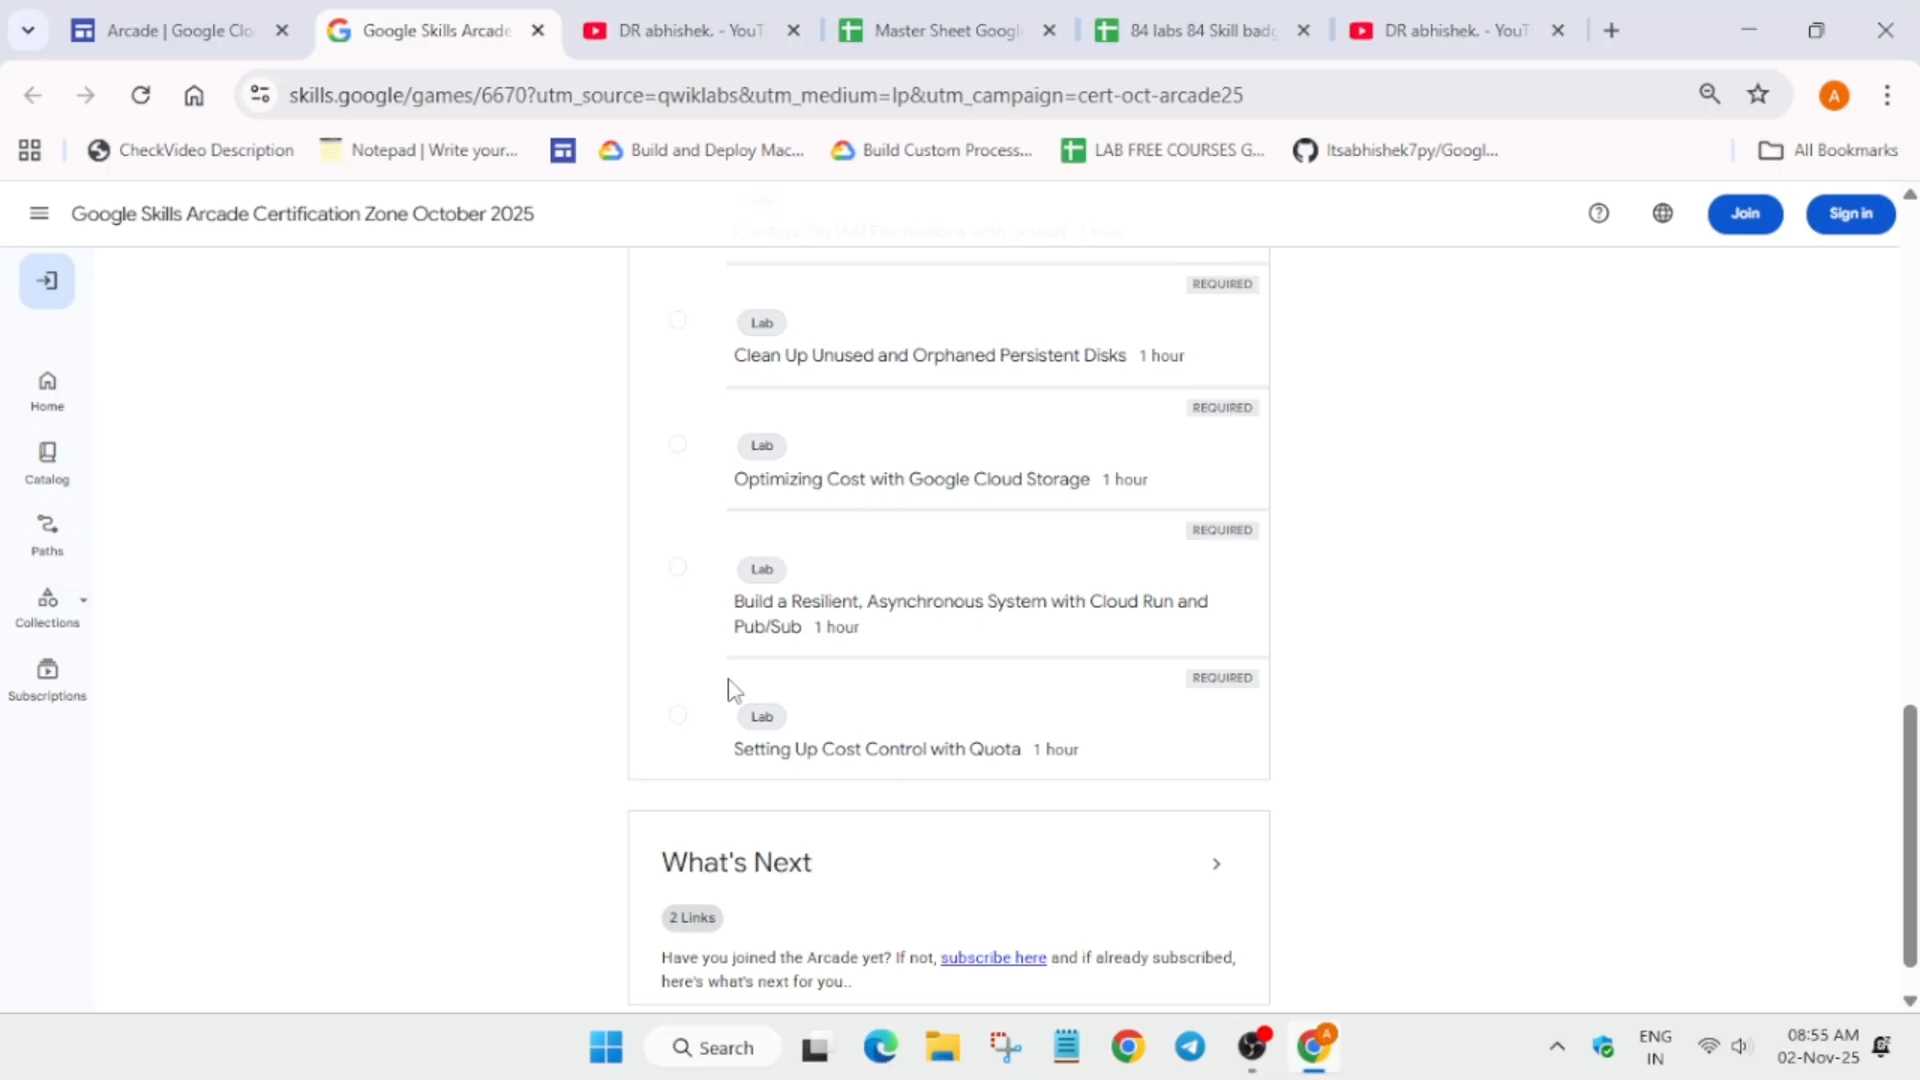 Arcade | Google Clo
Google Skills Arcade
DR abhishek. - YouT
Master Sheet Googl
84 labs 84 Skill badg
DR abhishek. - YouT
skills.google/games/6670?utm_source=qwiklabs&utm_medium=lp&utm_campaign=cert-oct-arcade25
A
CheckVideo Description
Notepad | Write your...
Build and Deploy Mac...
Build Custom Process...
LAB FREE COURSES G...
Itsabhishek7py/Googl...
All Bookmarks
Google Skills Arcade Certification Zone October 2025
Join
Sign in
Configuring IAM Permissions with gcloud 1 hour
REQUIRED
Lab
Clean Up Unused and Orphaned Persistent Disks 1 hour
REQUIRED
Lab
Optimizing Cost with Google Cloud Storage 1 hour
REQUIRED
Lab
Build a Resilient, Asynchronous System with Cloud Run and
Pub/Sub 1 hour
REQUIRED
Lab
Setting Up Cost Control with Quota 1 hour
Home
Catalog
Paths
Collections
Subscriptions
What's Next
2 Links
Have you joined the Arcade yet? If not, subscribe here and if already subscribed,
here's what's next for you..
Search
A
ENG
IN
08:55 AM
02-Nov-25